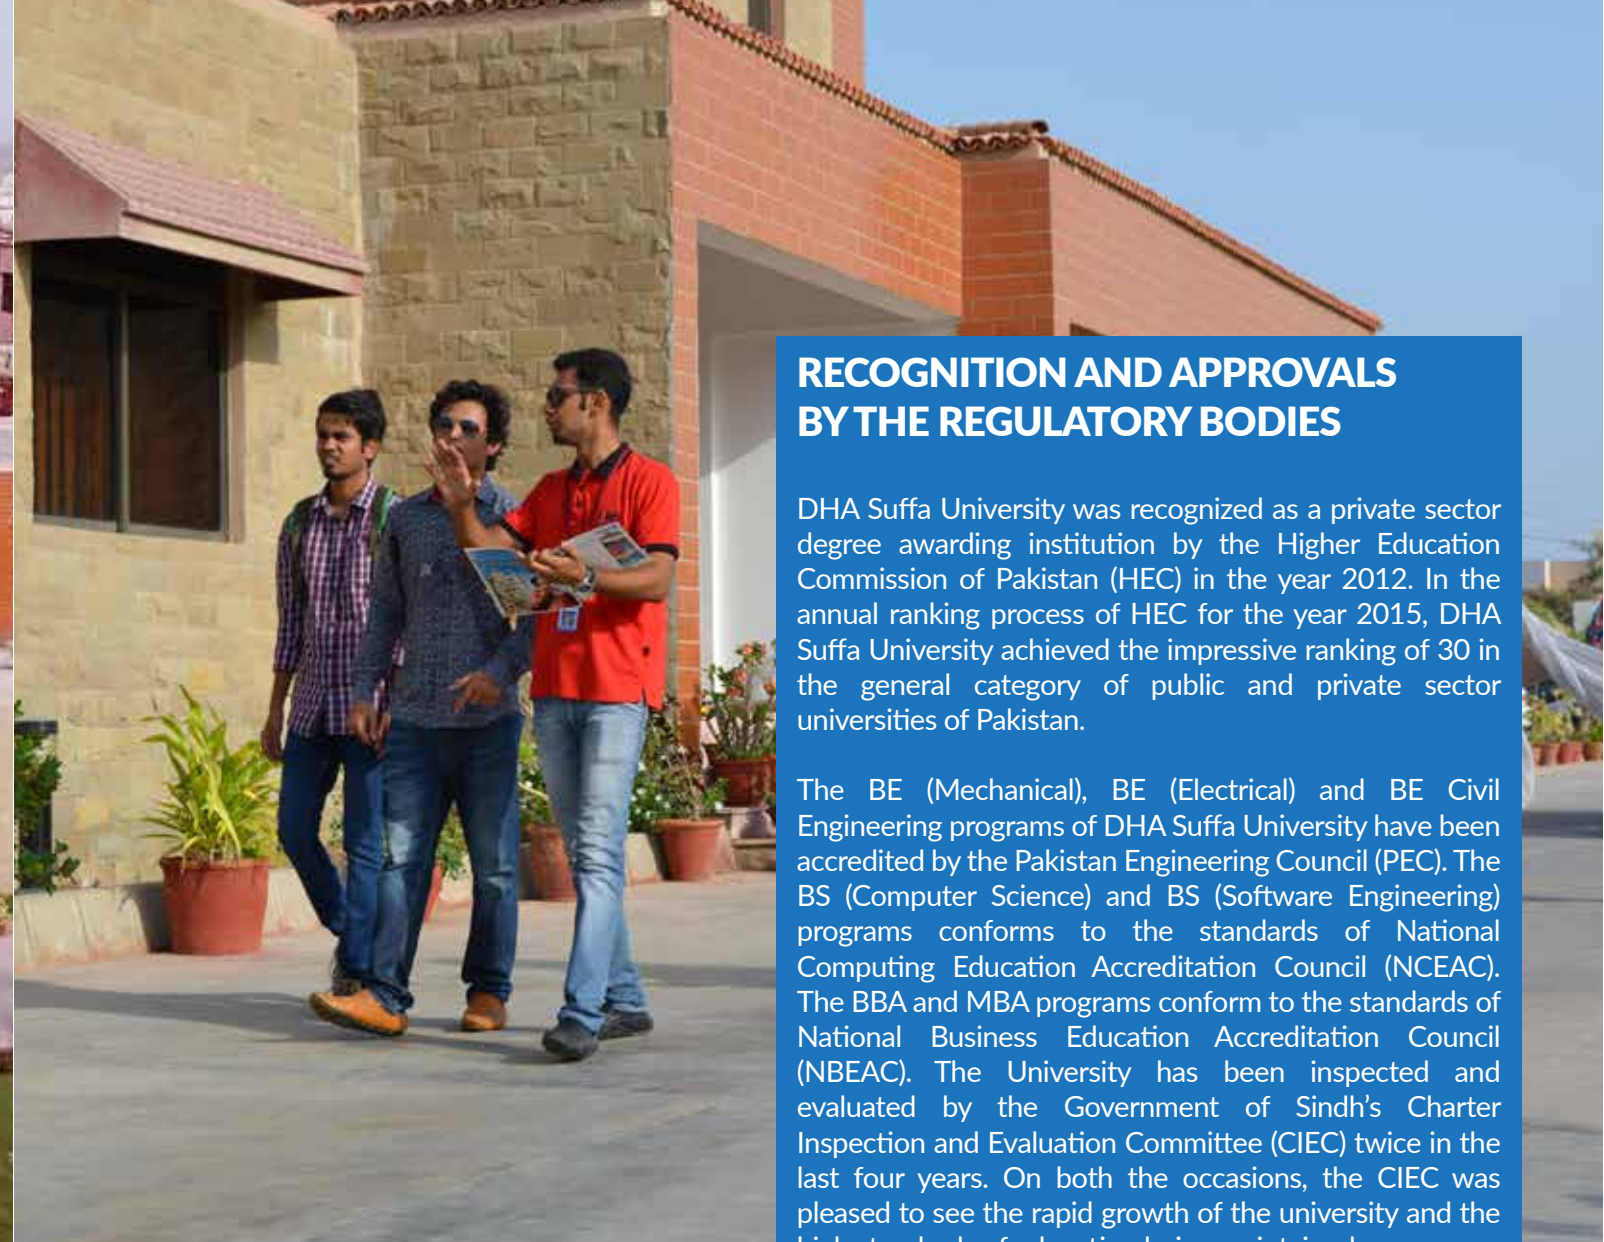 RECOGNITION AND APPROVALS
BY THE REGULATORY BODIES
DHA Suffa University was recognized as a private sector
degree awarding institution by the Higher Education
Commission of Pakistan (HEC) in the year 2012. In the
annual ranking process of HEC for the year 2015, DHA
Suffa University achieved the impressive ranking of 30 in
the general category of public and private sector
universities of Pakistan.
The BE (Mechanical), BE (Electrical) and BE Civil
Engineering programs of DHA Suffa University have been
accredited by the Pakistan Engineering Council (PEC). The
BS (Computer Science) and BS (Software Engineering)
programs conforms to the standards of National
Computing Education Accreditation Council (NCEAC).
The BBA and MBA programs conform to the standards of
National Business Education Accreditation Council
(NBEAC). The University has been inspected and
evaluated by the Government of Sindh’s Charter
Inspection and Evaluation Committee (CIEC) twice in the
last four years. On both the occasions, the CIEC was
pleased to see the rapid growth of the university and the